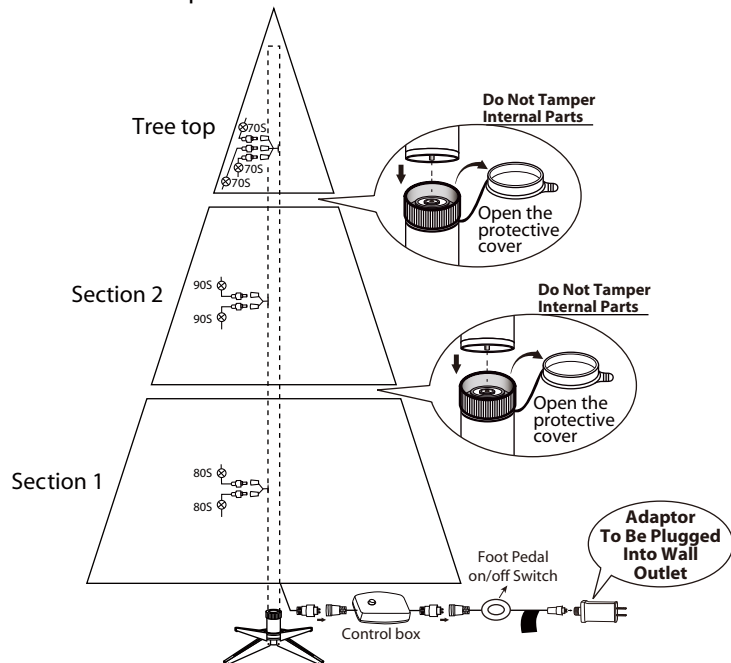 Do Not Tamper
Internal Parts
Tree top
70S
70S
70S
Open the
protective
cover
Section 2
90S
90S
Do Not Tamper
Internal Parts
Open the
protective
cover
Section 1
80S
80S
Adaptor
To Be Plugged
Into Wall
Outlet
Foot Pedal
on/off Switch
Control box